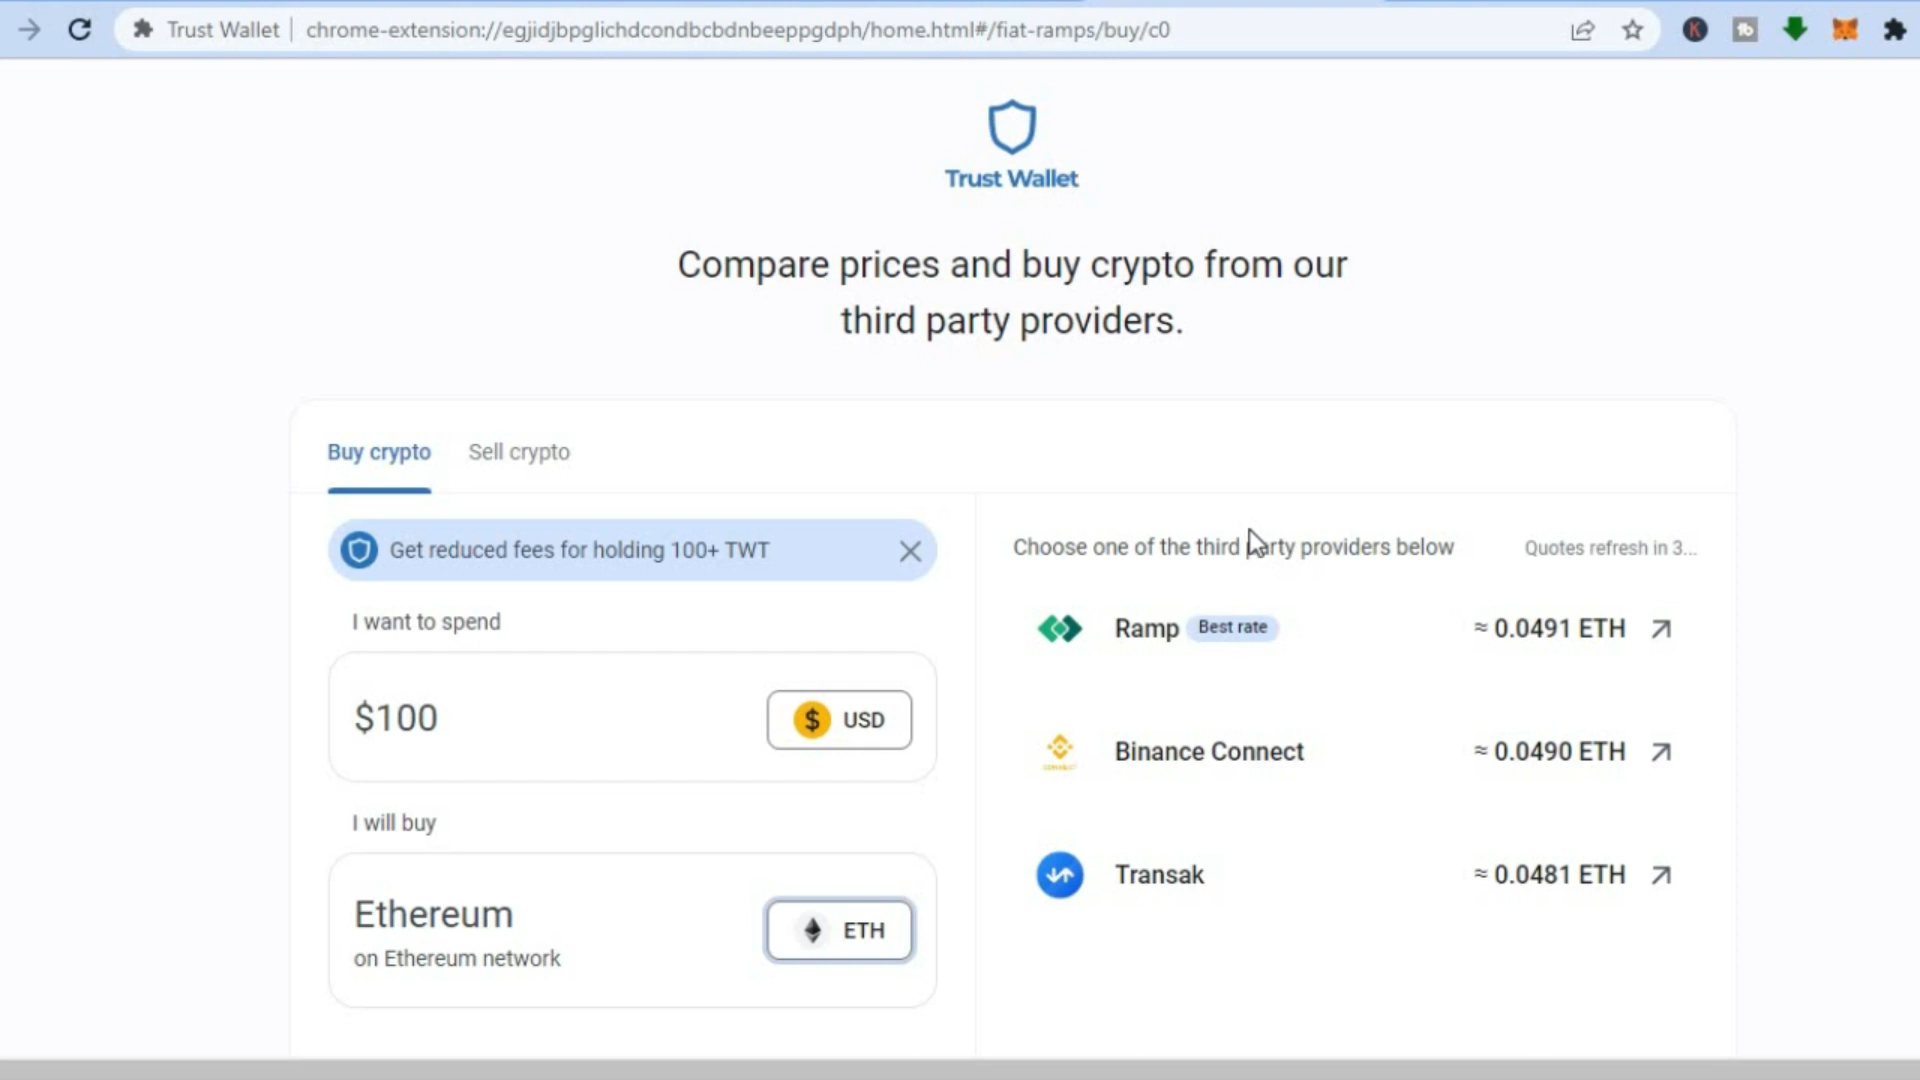 Trust Wallet | chrome-extension://egjidjbpglichdcondbcbdnbeeppgdph/home.html#/fiat-ramps/buy/c0
Trust Wallet
Compare prices and buy crypto from our
third party providers.
Buy crypto
Sell crypto
Get reduced fees for holding 100+ TWT
I want to spend
$100
$ USD
I will buy
Ethereum
on Ethereum network
ETH
Choose one of the third party providers below
Quotes refresh in 3...
Ramp Best rate ≈ 0.0491 ETH
Binance Connect ≈ 0.0490 ETH
Transak ≈ 0.0481 ETH